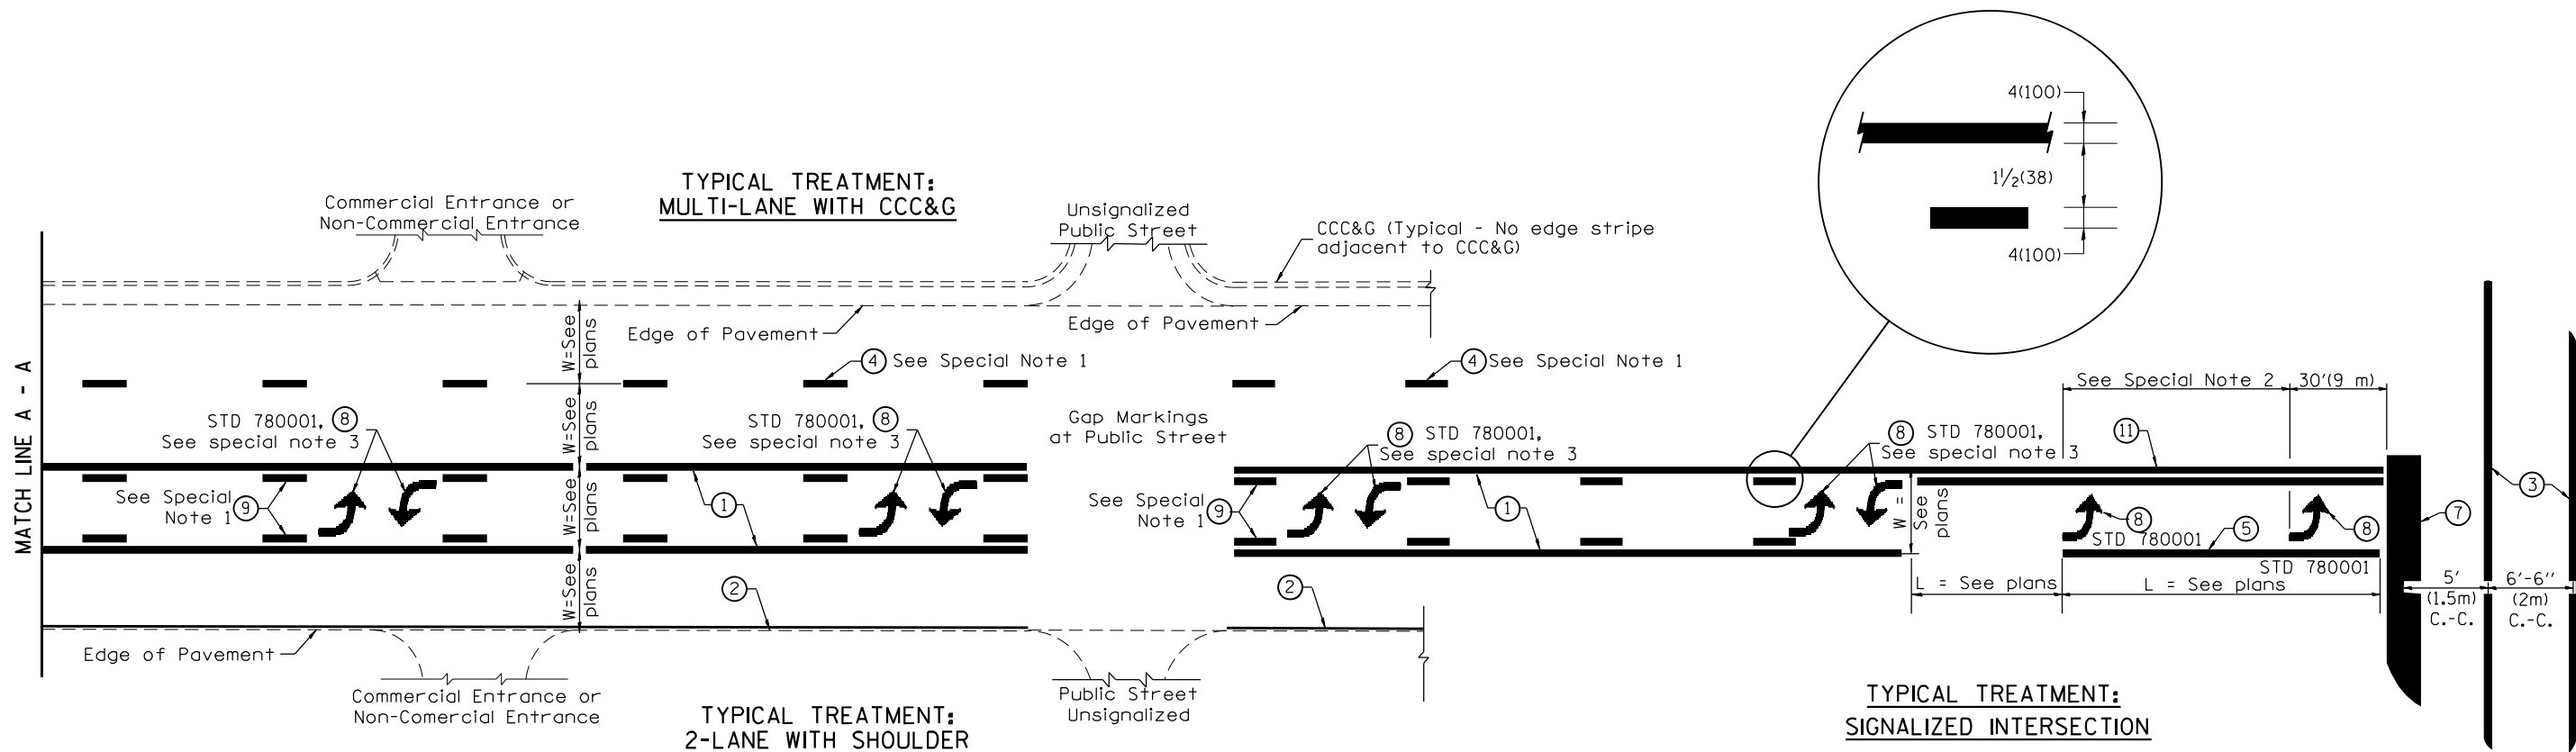 TYPICAL TREATMENT:
MULTI-LANE WITH CCC&G
Commercial Entrance or
Non-Commercial Entrance
Unsignalized
Public Street
CCC&G (Typical - No edge stripe
adjacent to CCC&G)
4(100)
1 1/2(38)
4(100)
MATCH LINE A - A
Edge of Pavement
Edge of Pavement
W=See
plans
4 See Special Note 1
4 See Special Note 1
STD 780001, 8
See special note 3
W=See
plans
STD 780001, 8
See special note 3
Gap Markings
at Public Street
8 STD 780001,
See special note 3
8 STD 780001,
See special note 3
See Special Note 2
30'(9 m)
11
See Special
Note 1 9
1
W=See
plans
See Special
Note 1 9
1
W =
See
plans
8
STD 780001
5
8
7
3
STD 780001
L = See plans
L = See plans
5'
(1.5m)
C.-C.
6'-6"
(2m)
C.-C.
W=See
plans
2
2
Edge of Pavement
Commercial Entrance or
Non-Comercial Entrance
Public Street
Unsignalized
TYPICAL TREATMENT:
2-LANE WITH SHOULDER
TYPICAL TREATMENT:
SIGNALIZED INTERSECTION